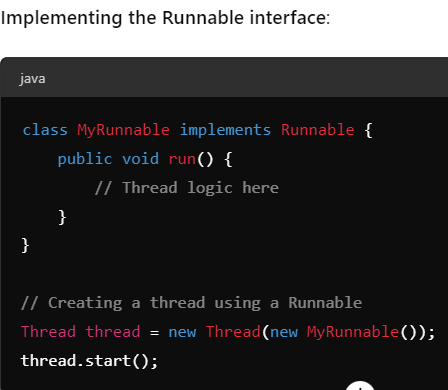 Implementing the Runnable interface:
java
class MyRunnable implements Runnable {
    public void run() {
        // Thread logic here
    }
}
// Creating a thread using a Runnable
Thread thread = new Thread(new MyRunnable());
thread.start();